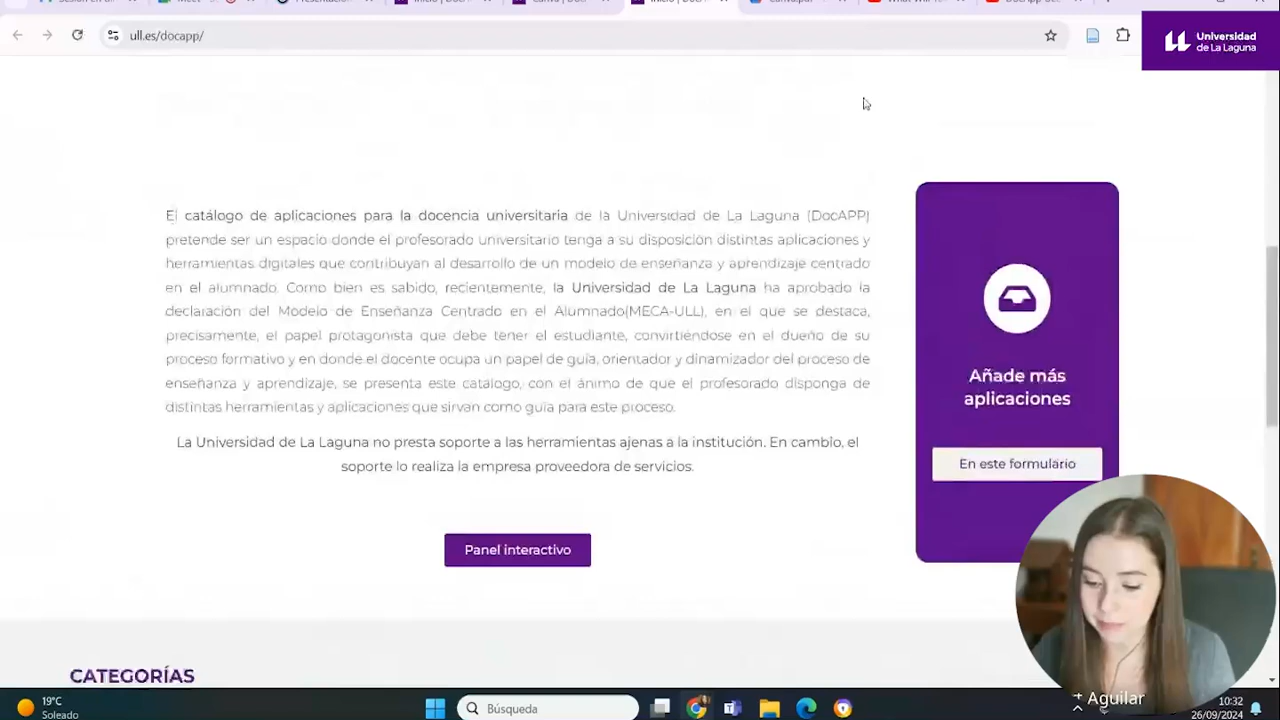 ull.es/docapp/
Universidad
de La Laguna
El catálogo de aplicaciones para la docencia universitaria de la Universidad de La Laguna (DocAPP)
pretende ser un espacio donde el profesorado universitario tenga a su disposición distintas aplicaciones y
herramientas digitales que contribuyan al desarrollo de un modelo de enseñanza y aprendizaje centrado
en el alumnado. Como bien es sabido, recientemente, la Universidad de La Laguna ha aprobado la
declaración del Modelo de Enseñanza Centrado en el Alumnado(MECA-ULL), en el que se destaca,
precisamente, el papel protagonista que debe tener el estudiante, convirtiéndose en el dueño de su
proceso formativo y en donde el docente ocupa un papel de guía, orientador y dinamizador del proceso de
enseñanza y aprendizaje, se presenta este catálogo, con el ánimo de que el profesorado disponga de
distintas herramientas y aplicaciones que sirvan como guía para este proceso.
La Universidad de La Laguna no presta soporte a las herramientas ajenas a la institución. En cambio, el
soporte lo realiza la empresa proveedora de servicios.
Panel interactivo
Añade más
aplicaciones
En este formulario
CATEGORÍAS
19°C
Soleado
Búsqueda
Aguilar
10:32
26/09/2024